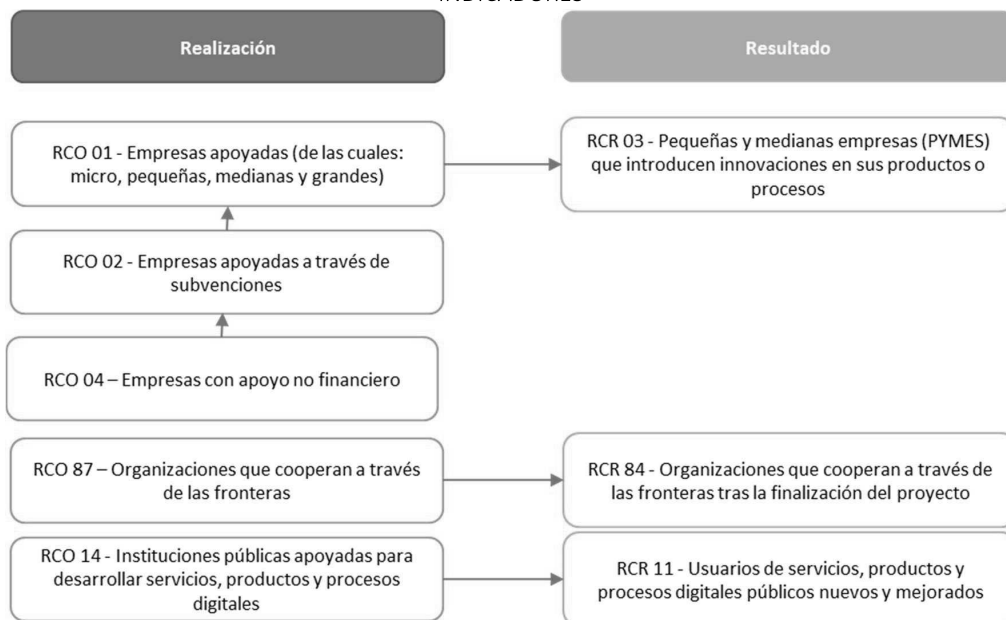 INDICADORES
Realización
Resultado
RCO 01 - Empresas apoyadas (de las cuales:
micro, pequeñas, medianas y grandes)
RCR 03 - Pequeñas y medianas empresas (PYMES)
que introducen innovaciones en sus productos o
procesos
RCO 02 - Empresas apoyadas a través de
subvenciones
RCO 04 – Empresas con apoyo no financiero
RCO 87 – Organizaciones que cooperan a través
de las fronteras
RCR 84 - Organizaciones que cooperan a través de
las fronteras tras la finalización del proyecto
RCO 14 - Instituciones públicas apoyadas para
desarrollar servicios, productos y procesos
digitales
RCR 11 - Usuarios de servicios, productos y
procesos digitales públicos nuevos y mejorados